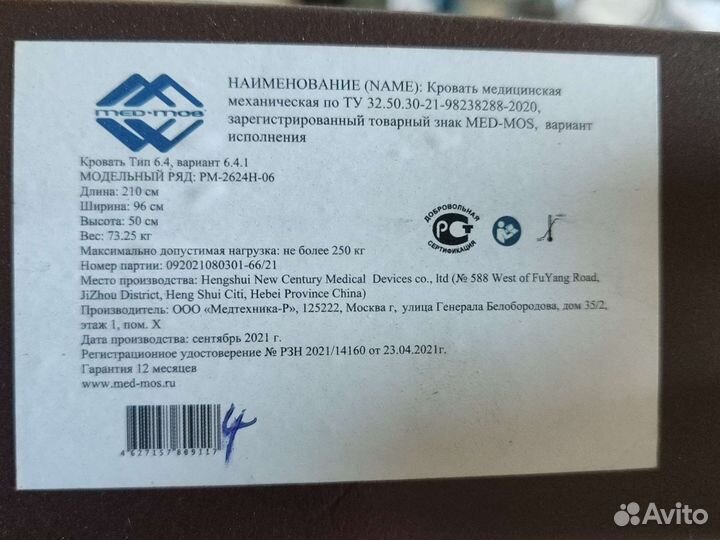 НАИМЕНОВАНИЕ (NAME): Кровать медицинская
механическая по ТУ 32.50.30-21-98238288-2020,
зарегистрированный товарный знак MED-MOS, вариант
исполнения
MED-MOS
Кровать Тип 6.4, вариант 6.4.1
МОДЕЛЬНЫЙ РЯД: РМ-2624Н-06
Длина: 210 см
Ширина: 96 см
Высота: 50 см
Вес: 73.25 кг
Максимально допустимая нагрузка: не более 250 кг
Номер партии: 092021080301-66/21
ДОБРОВОЛЬНАЯ
РСТ
СЕРТИФИКАЦИЯ
Место производства: Hengshui New Century Medical Devices co., ltd (№ 588 West of FuYang Road,
JiZhou District, Heng Shui Citi, Hebei Province China)
Производитель: ООО «Медтехника-Р», 125222, Москва г, улица Генерала Белобородова, дом 35/2,
этаж 1, пом. X
Дата производства: сентябрь 2021 г.
Регистрационное удостоверение № РЗН 2021/14160 от 23.04.2021г.
Гарантия 12 месяцев
www.med-mos.ru
4627157889117
4
Avito